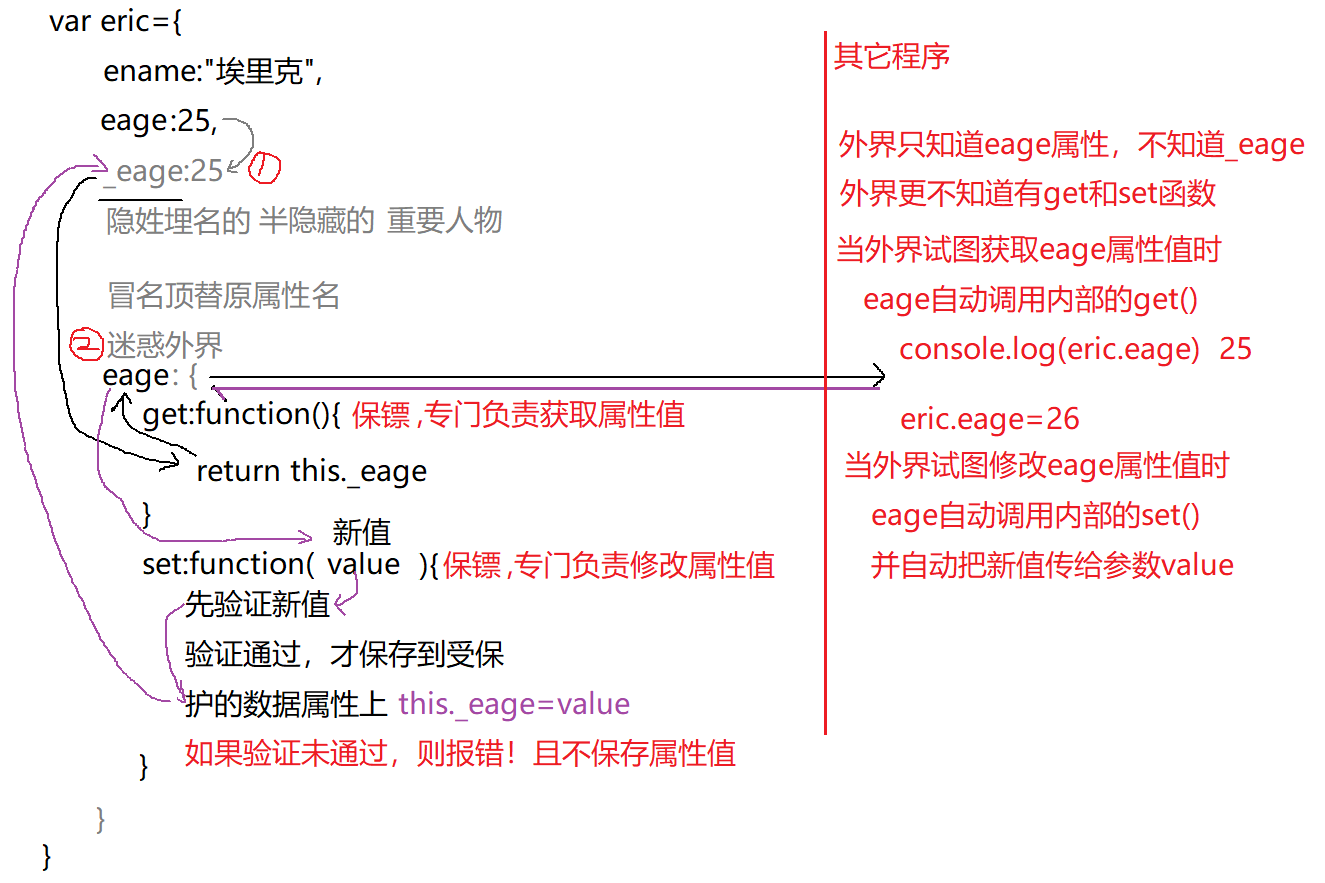 var eric={
ename:"埃里克",
eage:25,
_eage:25 ①
隐姓埋名的 半隐藏的 重要人物
冒名顶替原属性名
②迷惑外界
eage: {
get:function(){ 保镖,专门负责获取属性值
return this._eage
}
新值
set:function( value ){保镖,专门负责修改属性值
先验证新值
验证通过，才保存到受保
护的数据属性上 this._eage=value
如果验证未通过，则报错！且不保存属性值
}
}
}
其它程序
外界只知道eage属性，不知道_eage
外界更不知道有get和set函数
当外界试图获取eage属性值时
eage自动调用内部的get()
console.log(eric.eage) 25
eric.eage=26
当外界试图修改eage属性值时
eage自动调用内部的set()
并自动把新值传给参数value